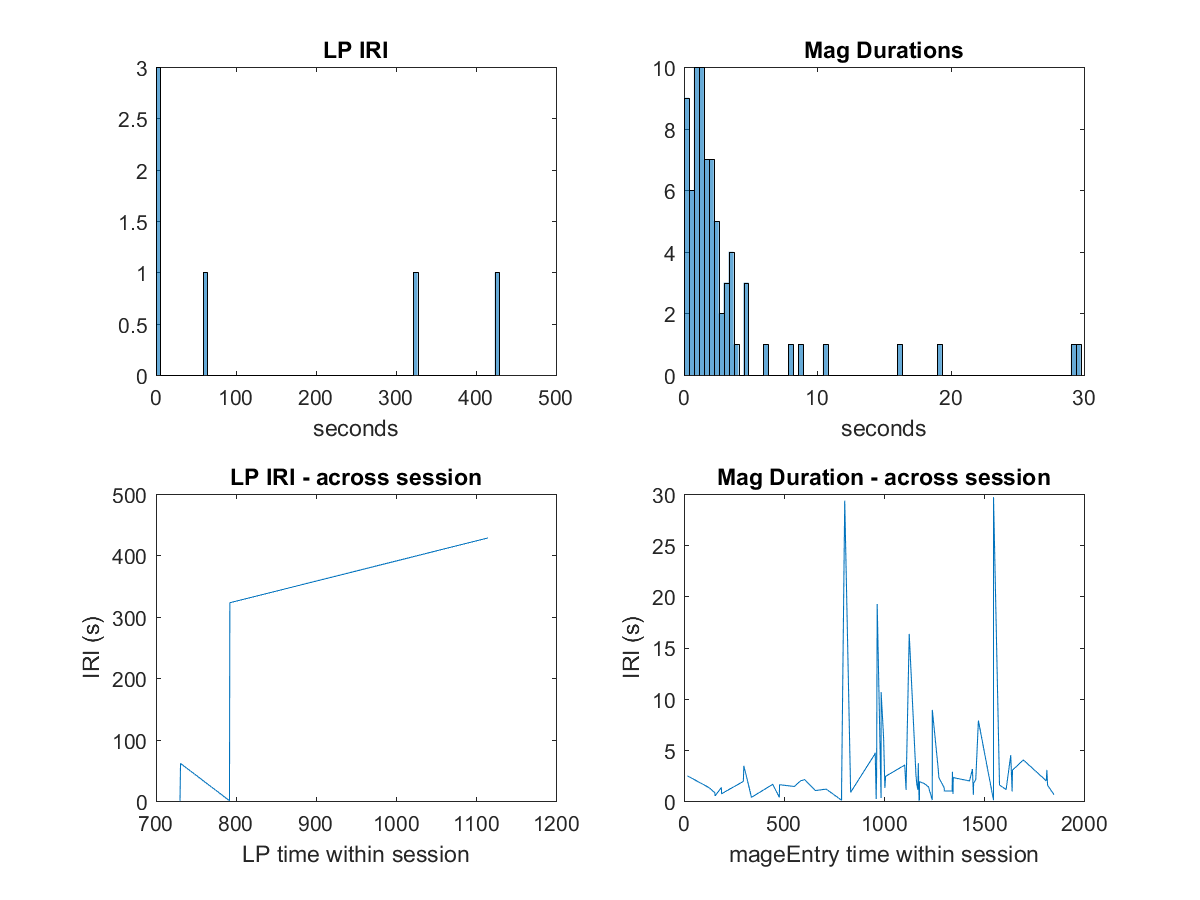 LP IRI
3
2.5
2
1.5
1
0.5
0
0 100 200 300 400 500
seconds
Mag Durations
10
8
6
4
2
0
0 10 20 30
seconds
LP IRI - across session
500
400
300
200
100
0
IRI (s)
700 800 900 1000 1100 1200
LP time within session
Mag Duration - across session
30
25
20
15
10
5
0
IRI (s)
0 500 1000 1500 2000
mageEntry time within session